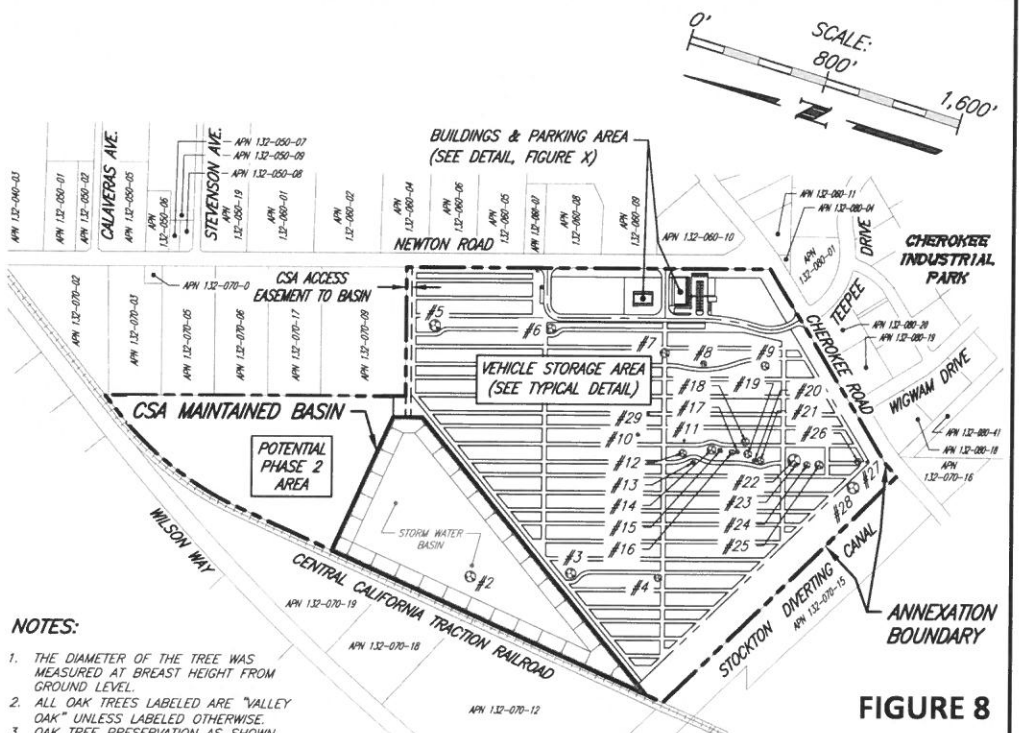 0'
SCALE:
800'
1,600'
N
BUILDINGS & PARKING AREA
(SEE DETAIL, FIGURE X)
APN 132-040-03
APN 132-050-01
APN 132-050-02
CALAVERAS AVE.
APN 132-050-05
APN
132-050-06
APN 132-050-07
APN 132-050-09
APN 132-050-08
STEVENSON AVE.
APN
132-050-19
APN
132-060-01
APN
132-060-02
APN
132-060-04
APN
132-060-06
APN
132-060-05
APN
132-060-07
APN
132-060-08
APN
132-060-09
APN 132-060-10
APN 132-080-11
APN 132-080-04
APN
132-080-01
TEEPEE DRIVE
CHEROKEE
INDUSTRIAL
PARK
NEWTON ROAD
APN 132-070-02
APN 132-070-0
CSA ACCESS
EASEMENT TO BASIN
APN 132-070-03
APN 132-070-05
APN 132-070-06
APN 132-070-17
APN 132-070-09
#5
#6
#7
#8
#9
CHEROKEE ROAD
APN 132-080-20
APN 132-080-19
WIGWAM DRIVE
VEHICLE STORAGE AREA
(SEE TYPICAL DETAIL)
#18
#17
#19
#20
#21
#29
#10
#11
#26
#12
#13
#14
#15
#16
#22
#23
#24
#25
#27
#28
APN 132-080-41
APN 132-080-18
APN
132-070-16
CSA MAINTAINED BASIN
POTENTIAL
PHASE 2
AREA
STORM WATER
BASIN
#2
#3
#4
WILSON WAY
CENTRAL CALIFORNIA TRACTION RAILROAD
STOCKTON DIVERTING CANAL
APN 132-070-15
ANNEXATION
BOUNDARY
APN 132-070-19
APN 132-070-18
APN 132-070-12
NOTES:
1. THE DIAMETER OF THE TREE WAS
MEASURED AT BREAST HEIGHT FROM
GROUND LEVEL.
2. ALL OAK TREES LABELED ARE "VALLEY
OAK" UNLESS LABELED OTHERWISE.
3. OAK TREE PRESERVATION AS SHOWN
FIGURE 8